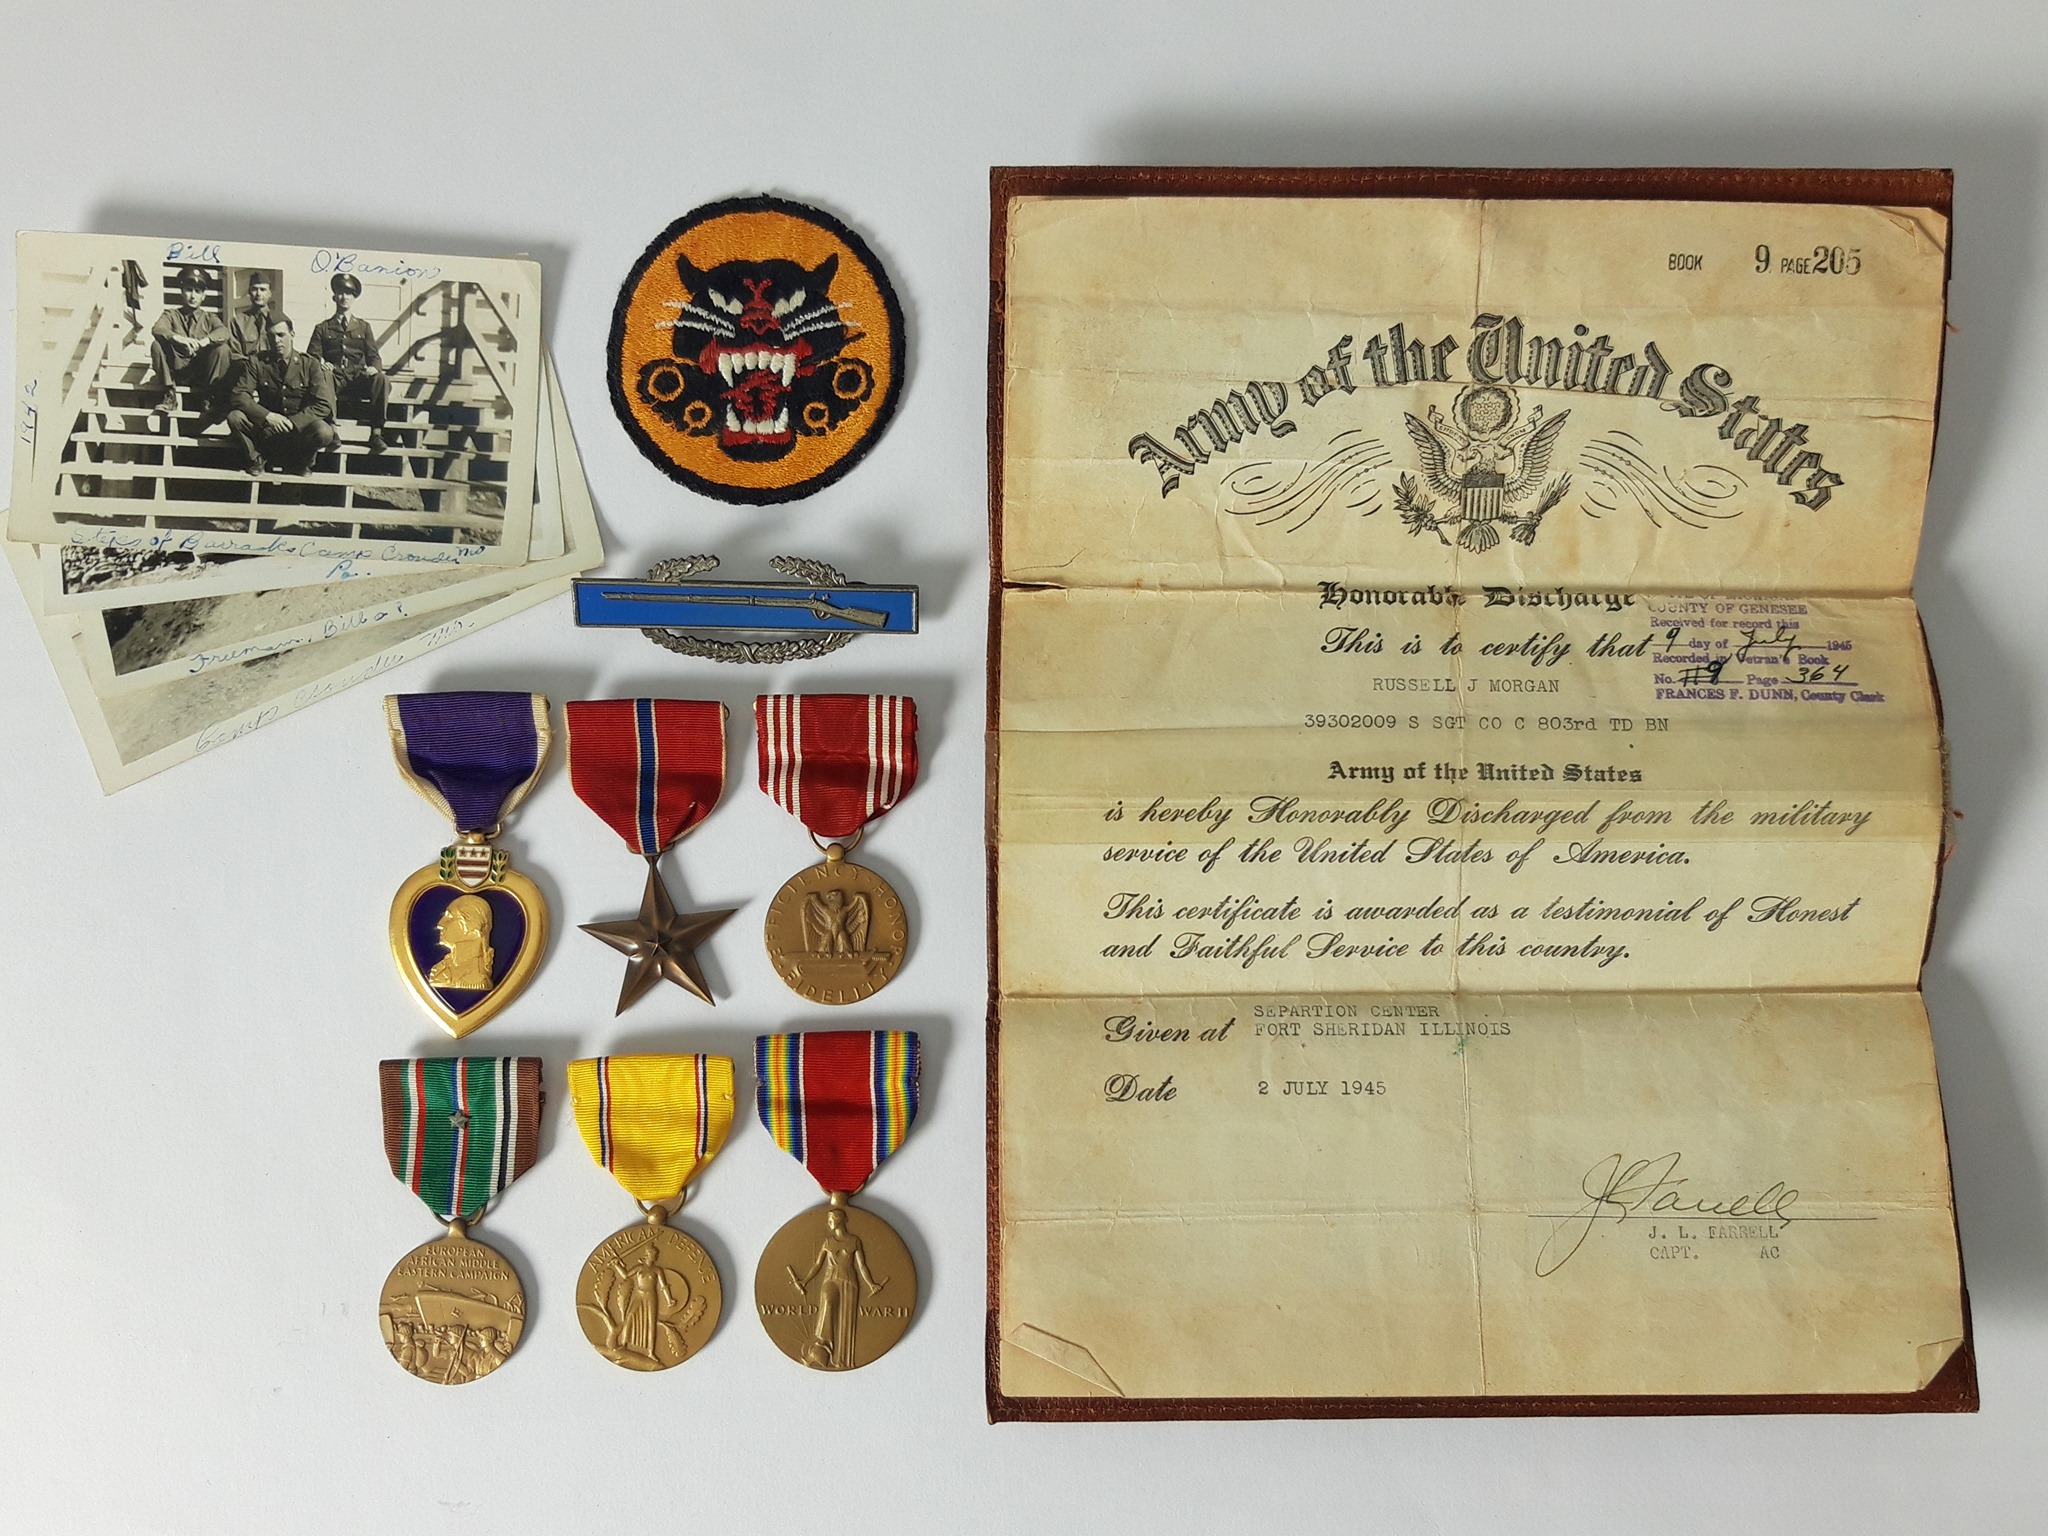 Bill
O'Banion
1942
Steps of Barracks Camp Crowder Mo
Pa..
Freeman, Bill & ?
Camp Crowder Mo.
EFFICIENCY HONOR FIDELITY
EUROPEAN
AFRICAN MIDDLE
EASTERN CAMPAIGN
AMERICAN DEFENSE
WORLD WAR II
BOOK 9 PAGE 205
Army of the United States
Honorable Discharge
COUNTY OF GENESEE
Received for record this
9 day of July 1945
Recorded in Vetran's Book
No. 119 Page 364
FRANCES F. DUNN, County Clerk
This is to certify that
RUSSELL J MORGAN
39302009 S SGT CO C 803rd TD BN
Army of the United States
is hereby Honorably Discharged from the military
service of the United States of America.
This certificate is awarded as a testimonial of Honest
and Faithful Service to this country.
SEPARTION CENTER
Given at FORT SHERIDAN ILLINOIS
Date 2 JULY 1945
J L Farrell
J. L. FARRELL
CAPT. AC